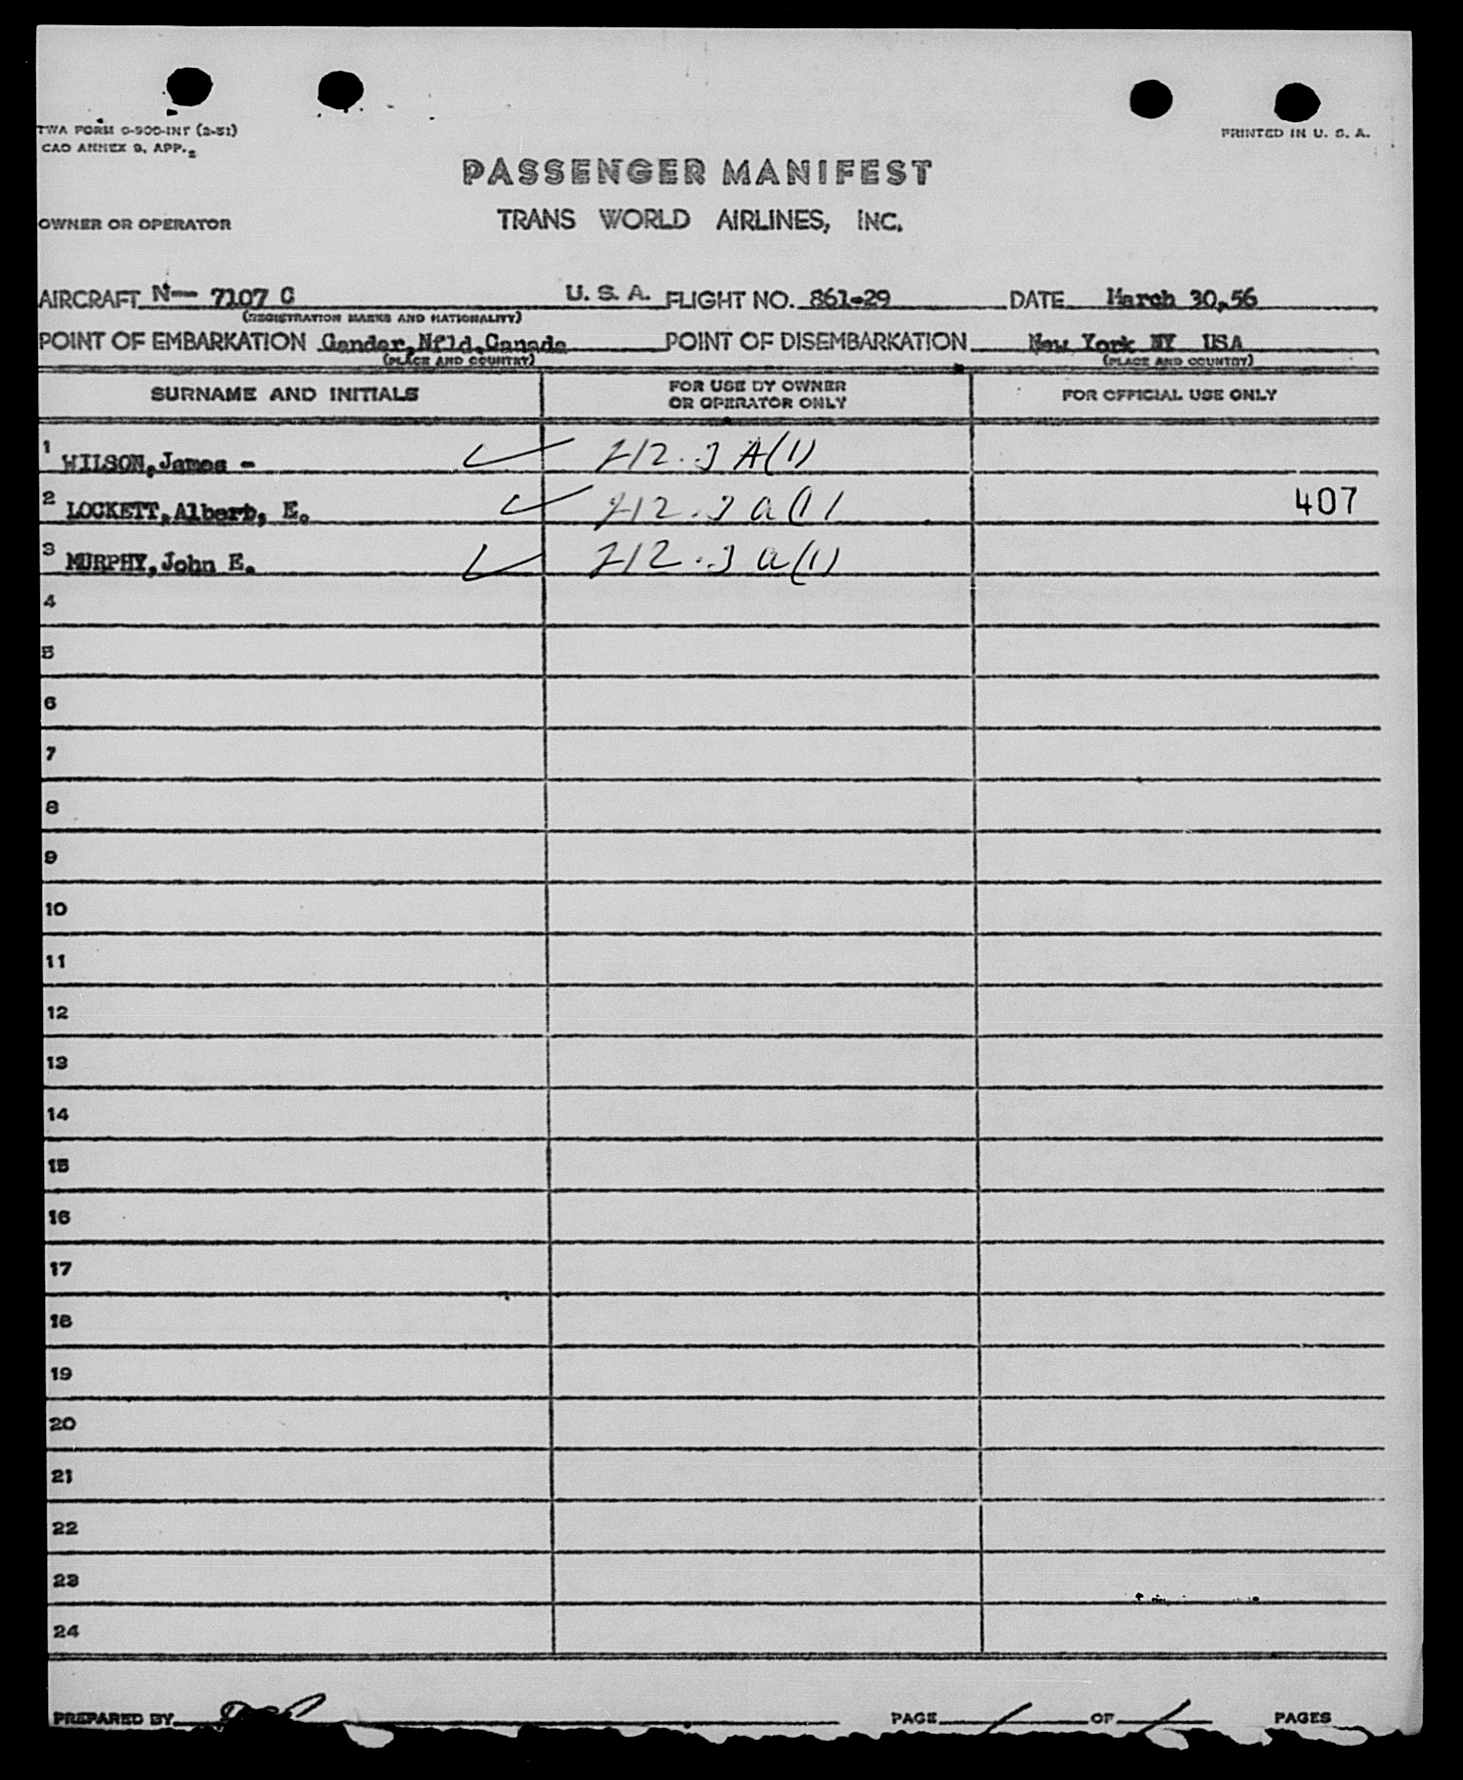 TWA FORM O-900-INT (2-51)
CAO ANNEX 9, APP. 2
PRINTED IN U. S. A.
PASSENGER MANIFEST
OWNER OR OPERATOR
TRANS WORLD AIRLINES, INC.
AIRCRAFT N- 7107 C U. S. A. FLIGHT NO. 861-29 DATE March 30,56
(REGISTRATION MARKS AND NATIONALITY)
POINT OF EMBARKATION Gander,Nfld,Canada POINT OF DISEMBARKATION New York NY USA
(PLACE AND COUNTRY) (PLACE AND COUNTRY)
SURNAME AND INITIALS
FOR USE BY OWNER
OR OPERATOR ONLY
FOR OFFICIAL USE ONLY
1 WILSON,James - 212.3 A(1)
2 LOCKETT,Albert, E. 212.3 a(1) 407
3 MURPHY,John E. 212.3 a(1)
4
5
6
7
8
9
10
11
12
13
14
15
16
17
18
19
20
21
22
23
24
PREPARED BY PAGE 1 OF 1 PAGES